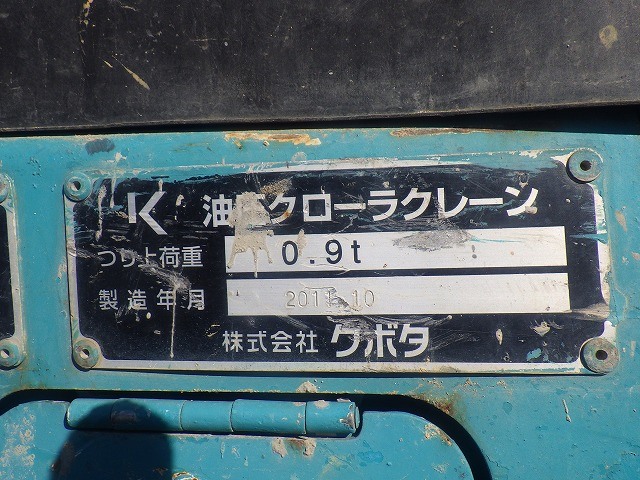 K 油圧クローラクレーン
つり上荷重 0.9t
製造年月 2011.10
株式会社 クボタ